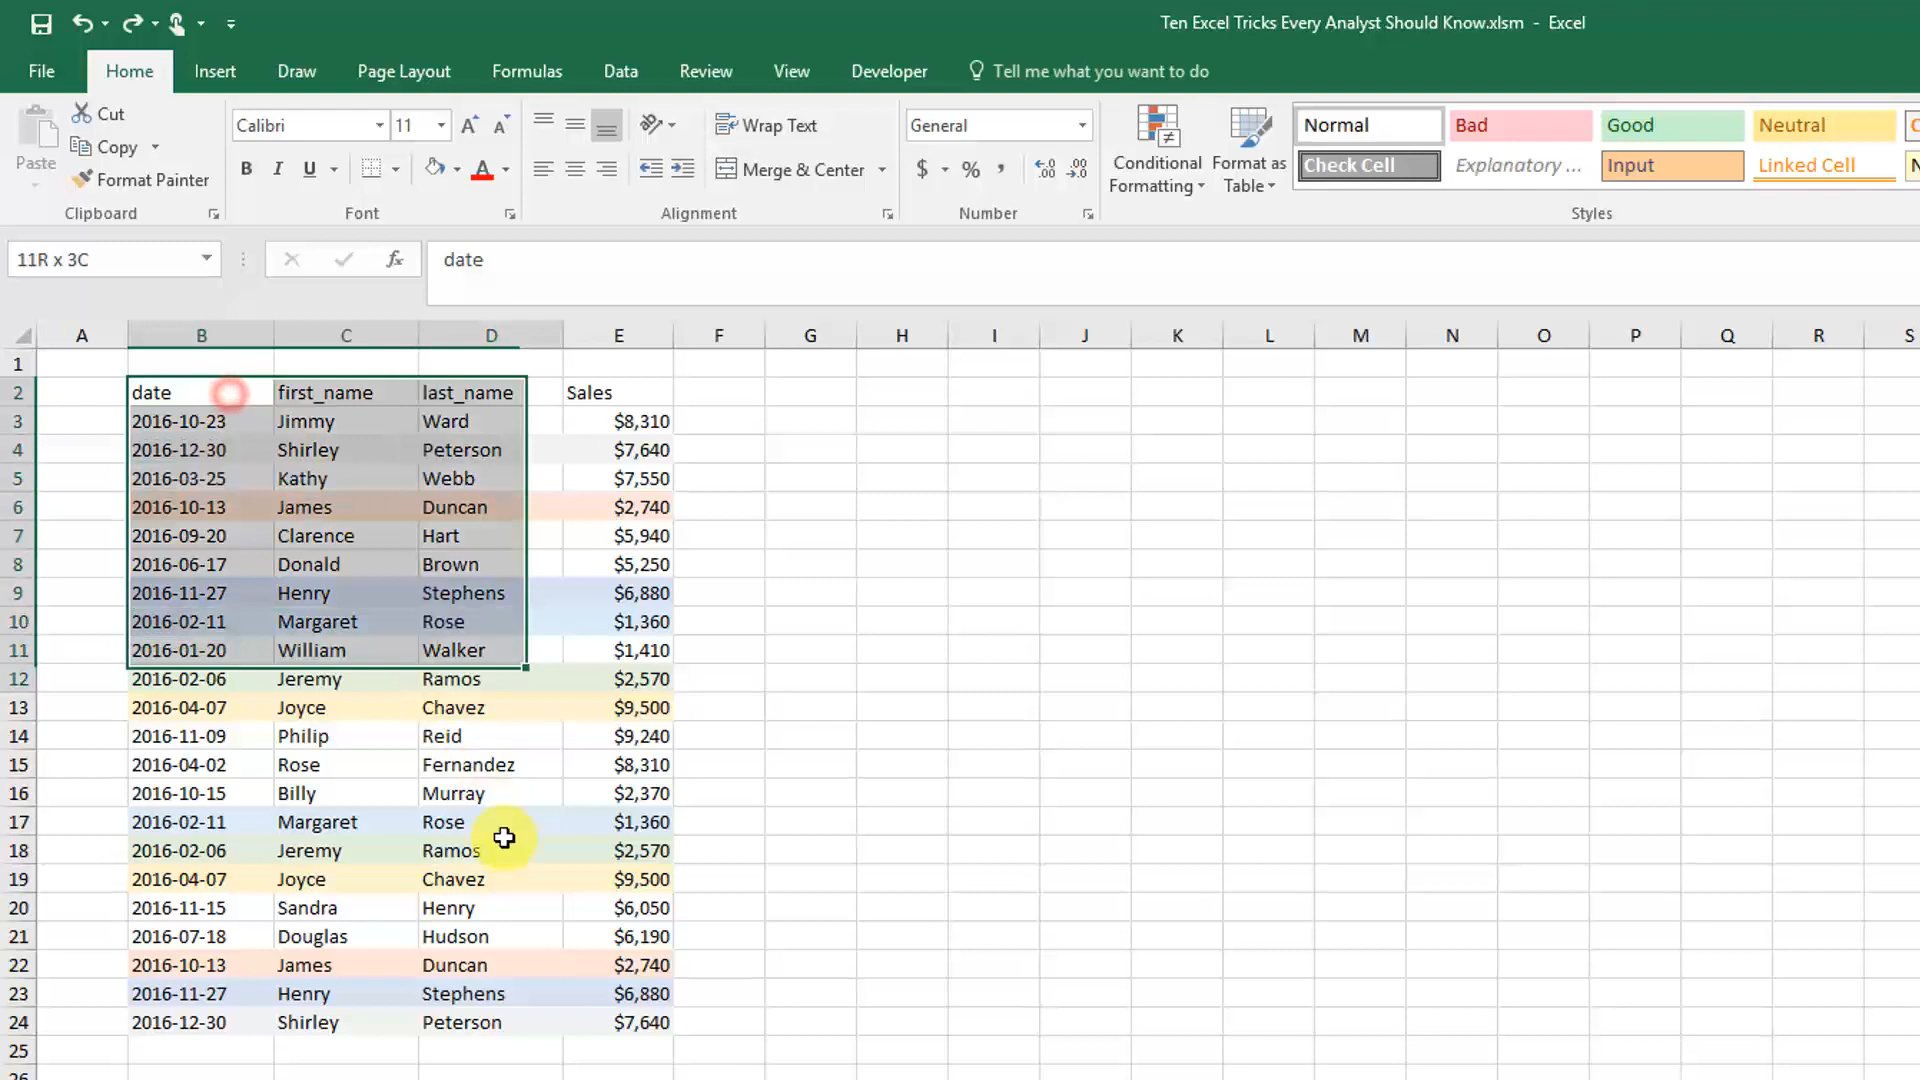 Ten Excel Tricks Every Analyst Should Know.xlsm - Excel
File Home Insert Draw Page Layout Formulas Data Review View Developer Tell me what you want to do
Paste
Cut
Copy
Format Painter
Clipboard
Calibri 11
B I U
Font
Wrap Text
Merge & Center
Alignment
General
$ % ,
Number
Conditional Formatting
Format as Table
Normal Bad Good Neutral
Check Cell Explanatory ... Input Linked Cell
Styles
11R x 3C fx date
A B C D E F G H I J K L M N O P Q R S
1
2 date first_name last_name Sales
3 2016-10-23 Jimmy Ward $8,310
4 2016-12-30 Shirley Peterson $7,640
5 2016-03-25 Kathy Webb $7,550
6 2016-10-13 James Duncan $2,740
7 2016-09-20 Clarence Hart $5,940
8 2016-06-17 Donald Brown $5,250
9 2016-11-27 Henry Stephens $6,880
10 2016-02-11 Margaret Rose $1,360
11 2016-01-20 William Walker $1,410
12 2016-02-06 Jeremy Ramos $2,570
13 2016-04-07 Joyce Chavez $9,500
14 2016-11-09 Philip Reid $9,240
15 2016-04-02 Rose Fernandez $8,310
16 2016-10-15 Billy Murray $2,370
17 2016-02-11 Margaret Rose $1,360
18 2016-02-06 Jeremy Ramos $2,570
19 2016-04-07 Joyce Chavez $9,500
20 2016-11-15 Sandra Henry $6,050
21 2016-07-18 Douglas Hudson $6,190
22 2016-10-13 James Duncan $2,740
23 2016-11-27 Henry Stephens $6,880
24 2016-12-30 Shirley Peterson $7,640
25
26